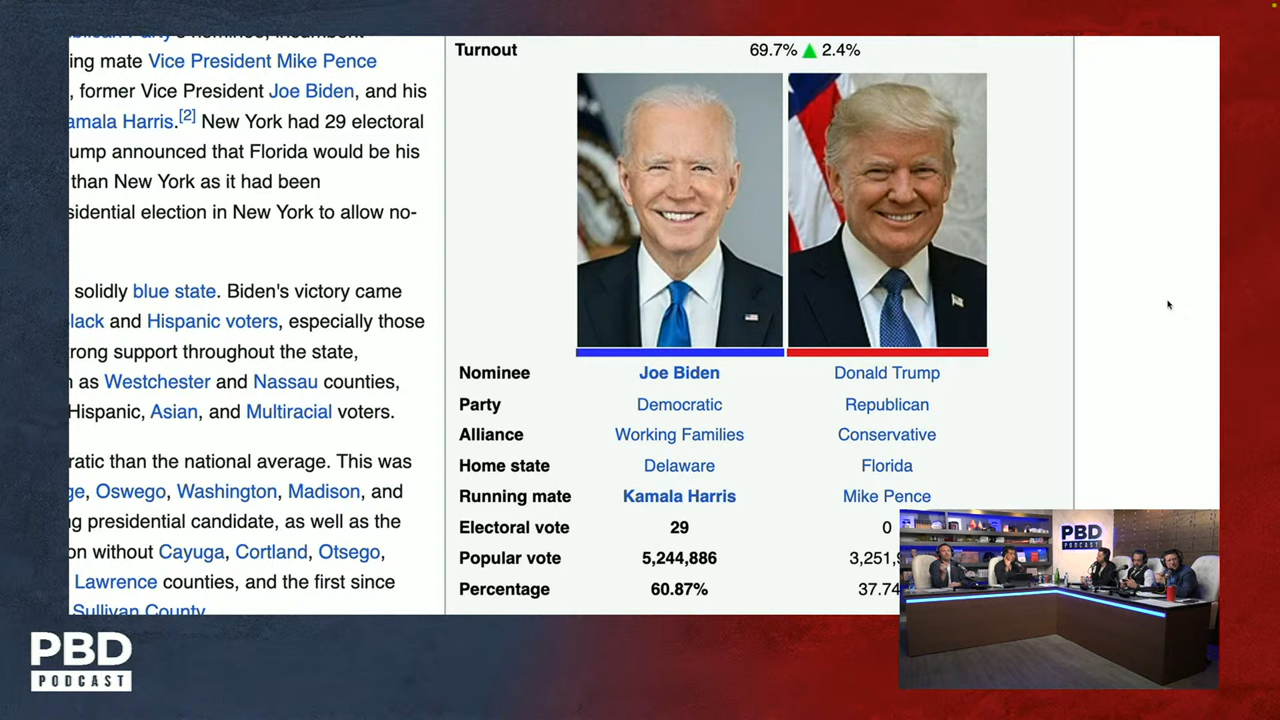 ing mate Vice President Mike Pence
, former Vice President Joe Biden, and his
amala Harris.[2] New York had 29 electoral
ump announced that Florida would be his
than New York as it had been
sidential election in New York to allow no-
solidly blue state. Biden's victory came
lack and Hispanic voters, especially those
rong support throughout the state,
as Westchester and Nassau counties,
Hispanic, Asian, and Multiracial voters.
ratic than the national average. This was
ge, Oswego, Washington, Madison, and
g presidential candidate, as well as the
on without Cayuga, Cortland, Otsego,
Lawrence counties, and the first since
Sullivan County
Turnout 69.7% ▲ 2.4%
Nominee Joe Biden Donald Trump
Party Democratic Republican
Alliance Working Families Conservative
Home state Delaware Florida
Running mate Kamala Harris Mike Pence
Electoral vote 29 0
Popular vote 5,244,886 3,251,
Percentage 60.87% 37.74
PBD
PODCAST
PBD
PODCAST